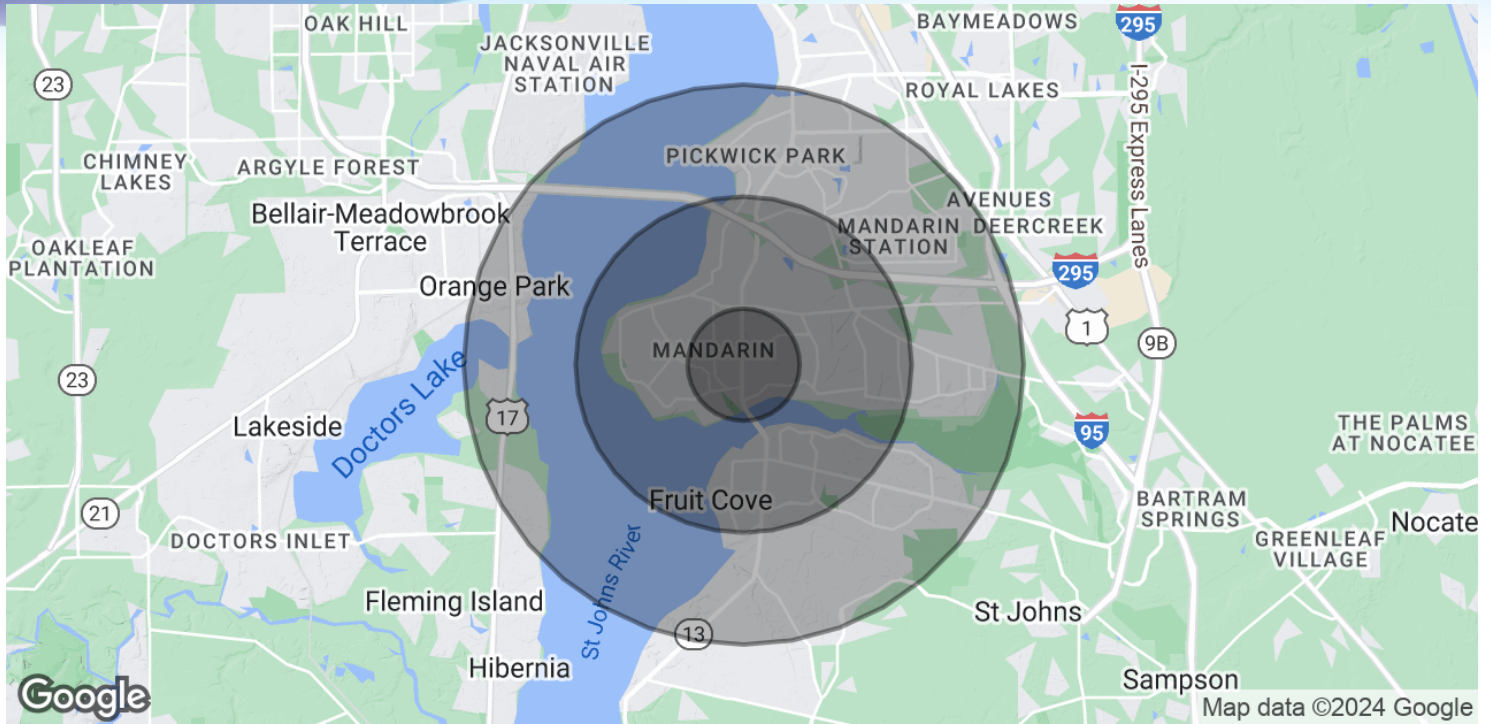 OAK HILL
BAYMEADOWS
295
JACKSONVILLE
NAVAL AIR
STATION
23
ROYAL LAKES
I-295 Express Lanes
PICKWICK PARK
CHIMNEY
LAKES
ARGYLE FOREST
AVENUES
Bellair-Meadowbrook
Terrace
MANDARIN
STATION
DEERCREEK
OAKLEAF
PLANTATION
295
Orange Park
1
9B
MANDARIN
23
Doctors Lake
17
Lakeside
95
THE PALMS
AT NOCATEE
Fruit Cove
21
BARTRAM
SPRINGS
Nocate
DOCTORS INLET
GREENLEAF
VILLAGE
St Johns River
Fleming Island
St Johns
13
Hibernia
Sampson
Google
Map data ©2024 Google